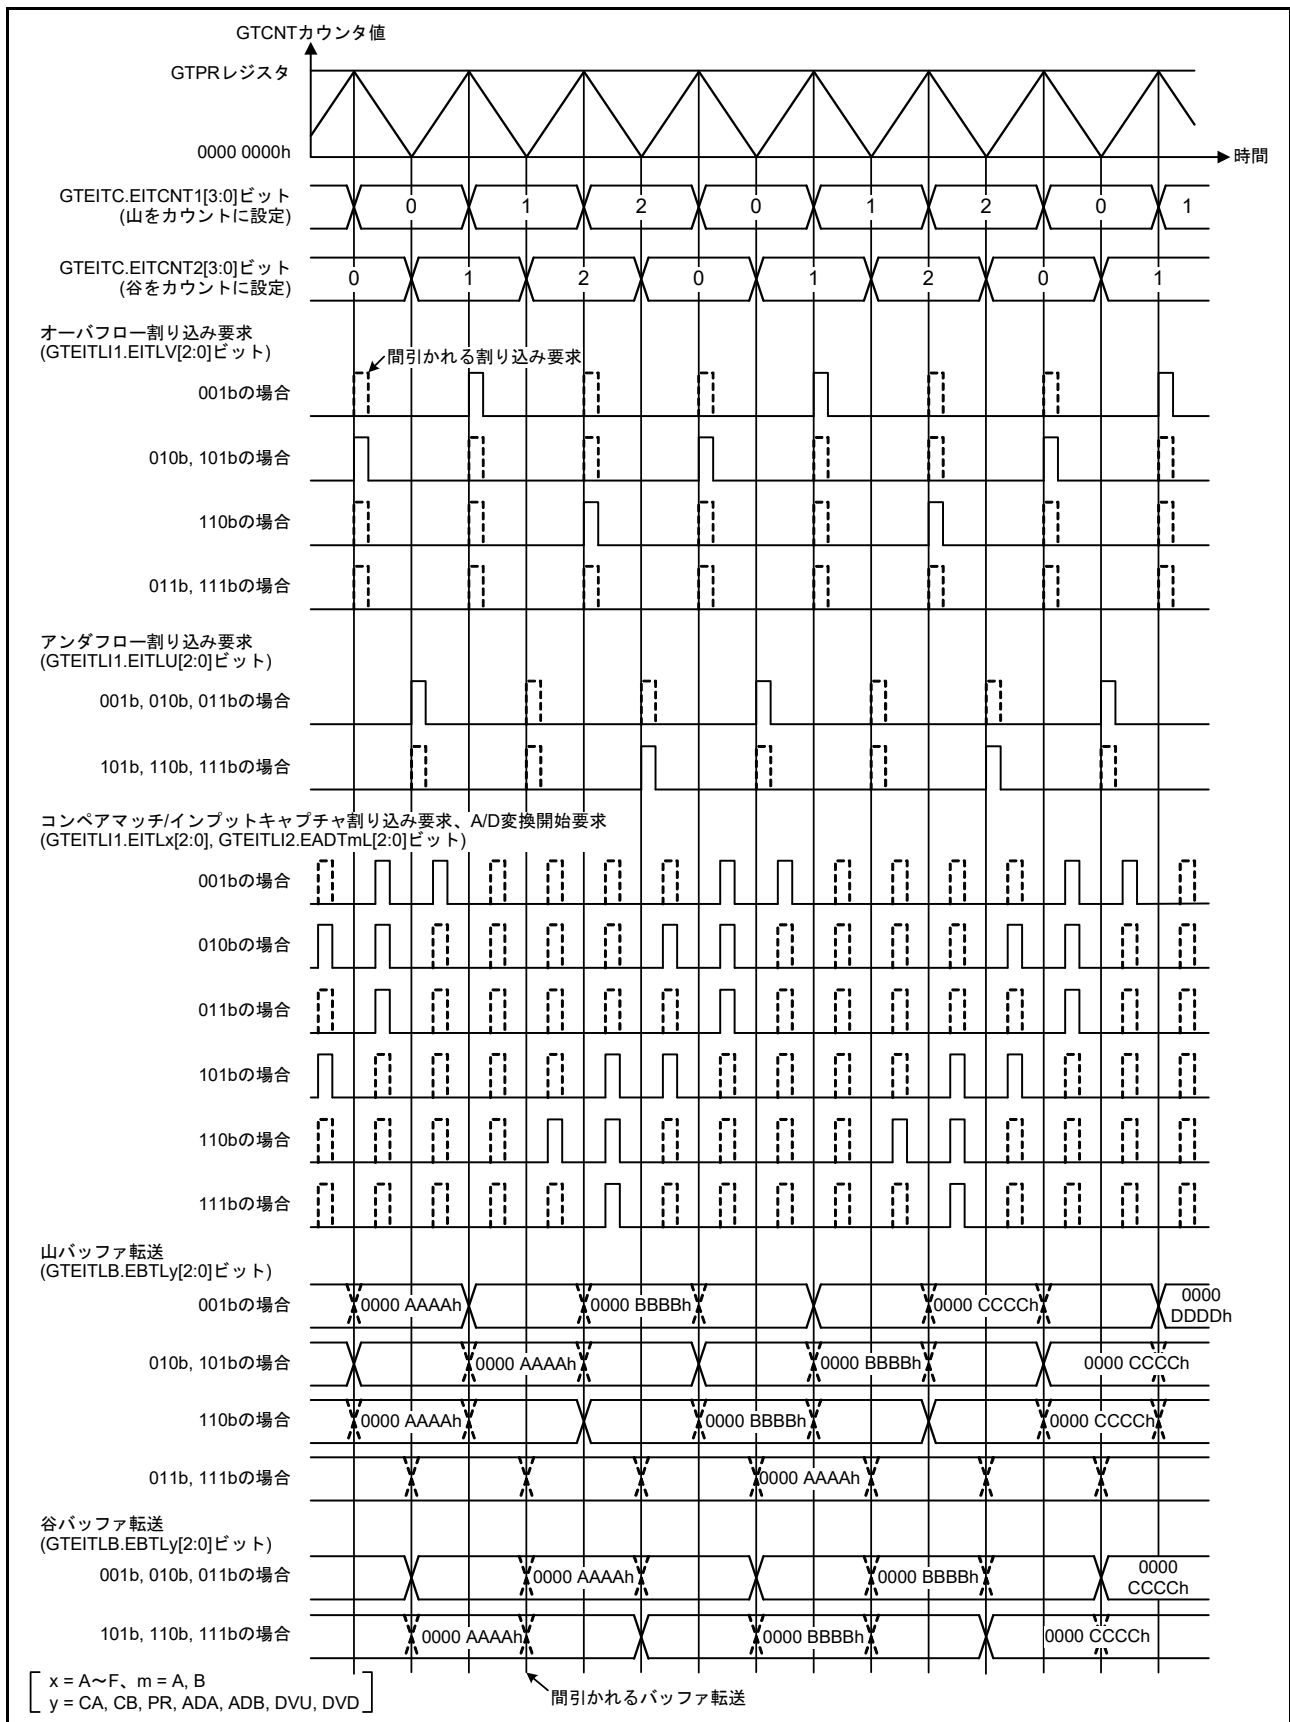 GTCNTカウンタ値
GTPRレジスタ
0000 0000h
時間
GTEITC.EITCNT1[3:0]ビット
(山をカウントに設定)
0 1 2 0 1 2 0 1
GTEITC.EITCNT2[3:0]ビット
(谷をカウントに設定)
0 1 2 0 1 2 0 1
オーバフロー割り込み要求
(GTEITLI1.EITLV[2:0]ビット)
間引かれる割り込み要求
001bの場合
010b, 101bの場合
110bの場合
011b, 111bの場合
アンダフロー割り込み要求
(GTEITLI1.EITLU[2:0]ビット)
001b, 010b, 011bの場合
101b, 110b, 111bの場合
コンペアマッチ/インプットキャプチャ割り込み要求、A/D変換開始要求
(GTEITLI1.EITLx[2:0], GTEITLI2.EADTmL[2:0]ビット)
001bの場合
010bの場合
011bの場合
101bの場合
110bの場合
111bの場合
山バッファ転送
(GTEITLB.EBTLy[2:0]ビット)
001bの場合 0000 AAAAh 0000 BBBBh 0000 CCCCh 0000
DDDDh
010b, 101bの場合 0000 AAAAh 0000 BBBBh 0000 CCCCh
110bの場合 0000 AAAAh 0000 BBBBh 0000 CCCCh
011b, 111bの場合 0000 AAAAh
谷バッファ転送
(GTEITLB.EBTLy[2:0]ビット)
001b, 010b, 011bの場合 0000 AAAAh 0000 BBBBh 0000
CCCCh
101b, 110b, 111bの場合 0000 AAAAh 0000 BBBBh 0000 CCCCh
x = A～F、m = A, B
y = CA, CB, PR, ADA, ADB, DVU, DVD
間引かれるバッファ転送